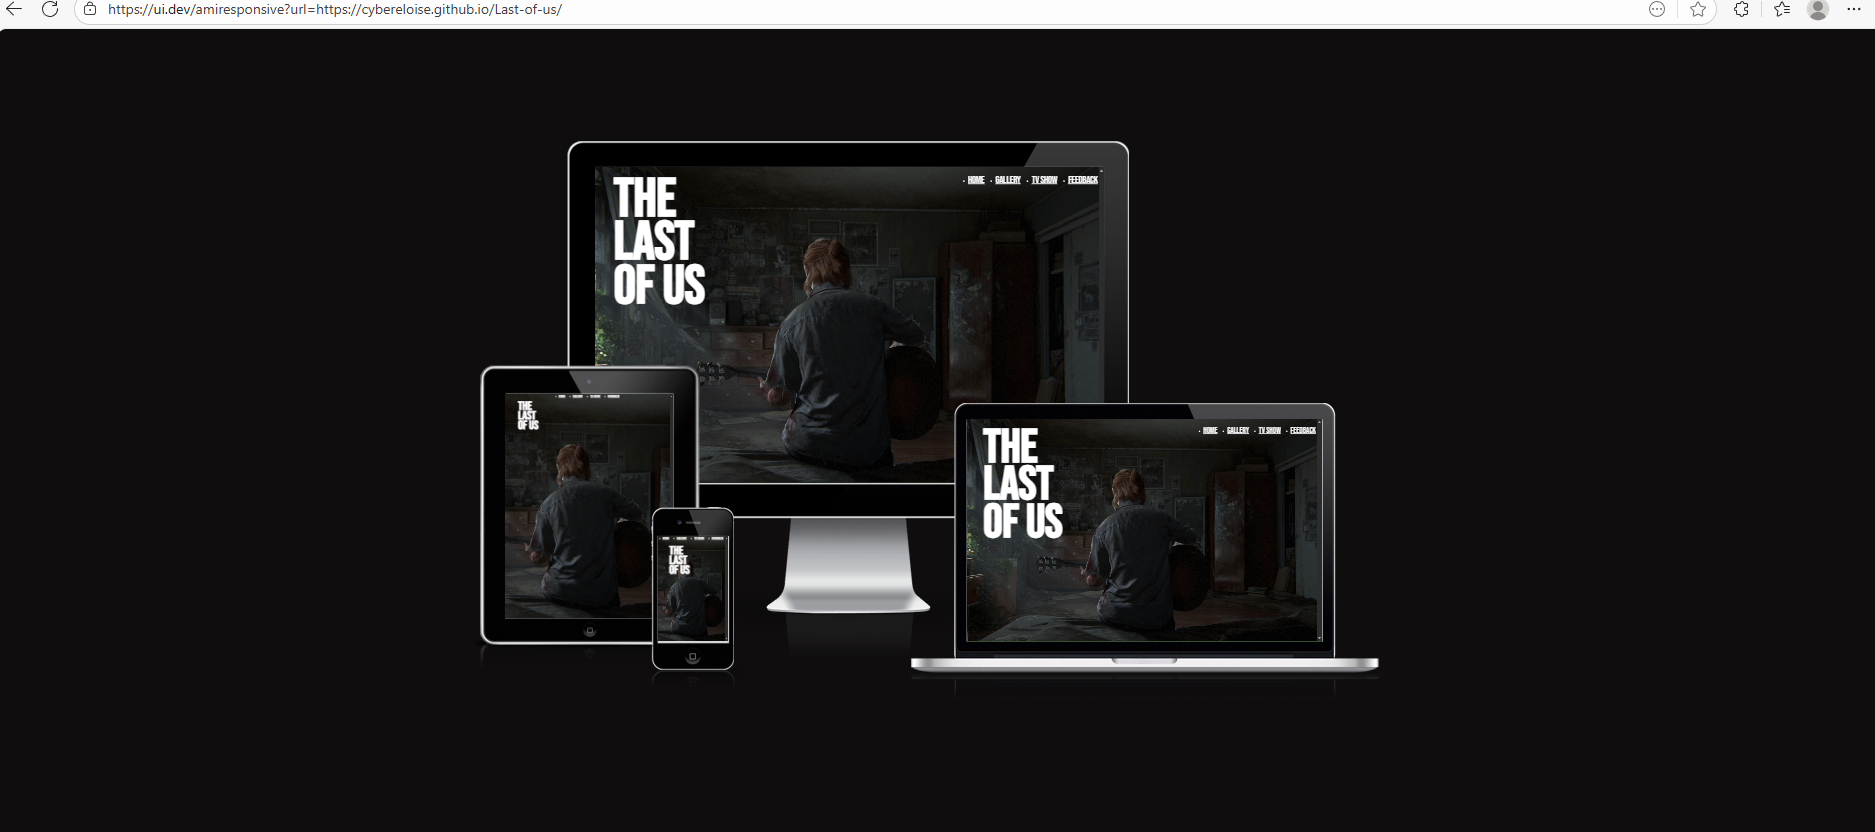 https://ui.dev/amiresponsive?url=https://cybereloise.github.io/Last-of-us/
THE
LAST
OF US
• HOME • GALLERY • TV SHOW • FEEDBACK
THE
LAST
OF US
THE
LAST
OF US
THE
LAST
OF US
• HOME • GALLERY • TV SHOW • FEEDBACK